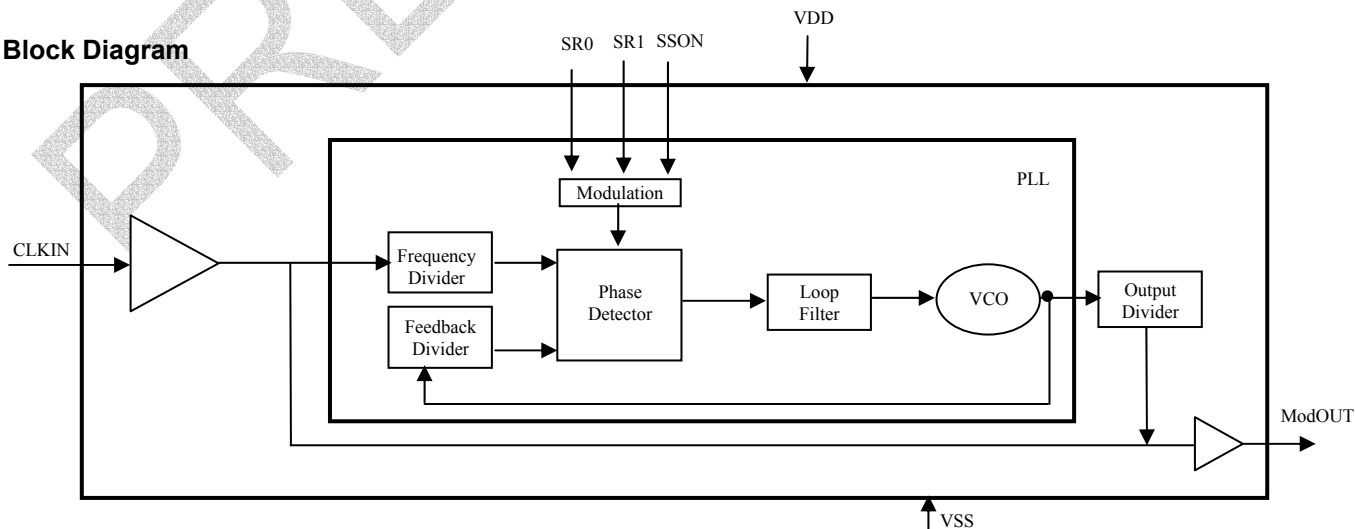 VDD
Block Diagram
SR0 SR1 SSON
PLL
Modulation
CLKIN
Frequency
Divider
Phase
Detector
Loop
Filter
VCO
Output
Divider
Feedback
Divider
ModOUT
VSS